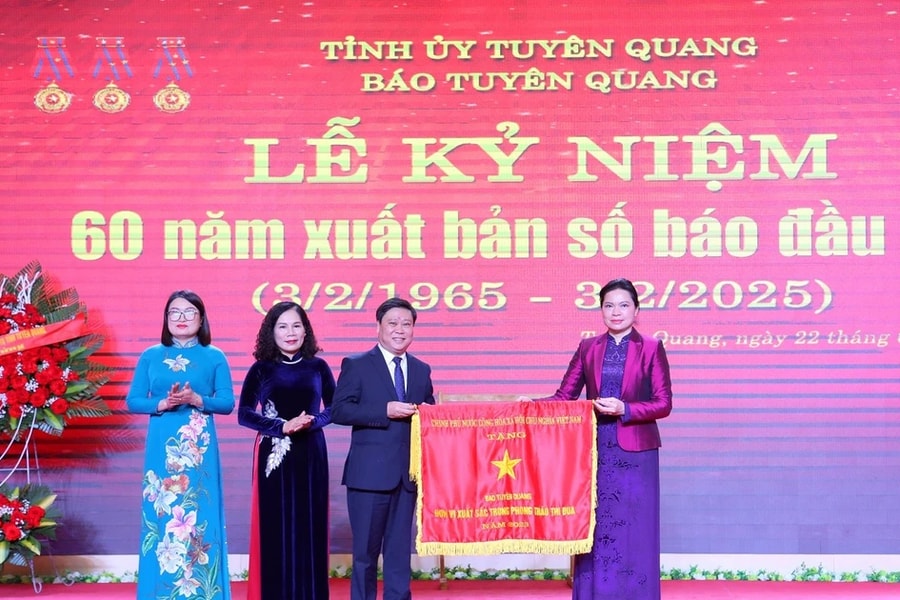 TỈNH ỦY TUYÊN QUANG
BÁO TUYÊN QUANG
LỄ KỶ NIỆM
60 năm xuất bản số báo đầu
(3/2/1965 - 3/2/2025)
Quang, ngày 22 tháng
CHÍNH PHỦ NƯỚC CỘNG HÒA XÃ HỘI CHỦ NGHĨA VIỆT NAM
TẶNG
BÁO TUYÊN QUANG
ĐƠN VỊ XUẤT SẮC TRONG PHONG TRÀO THI ĐUA
NĂM 2023